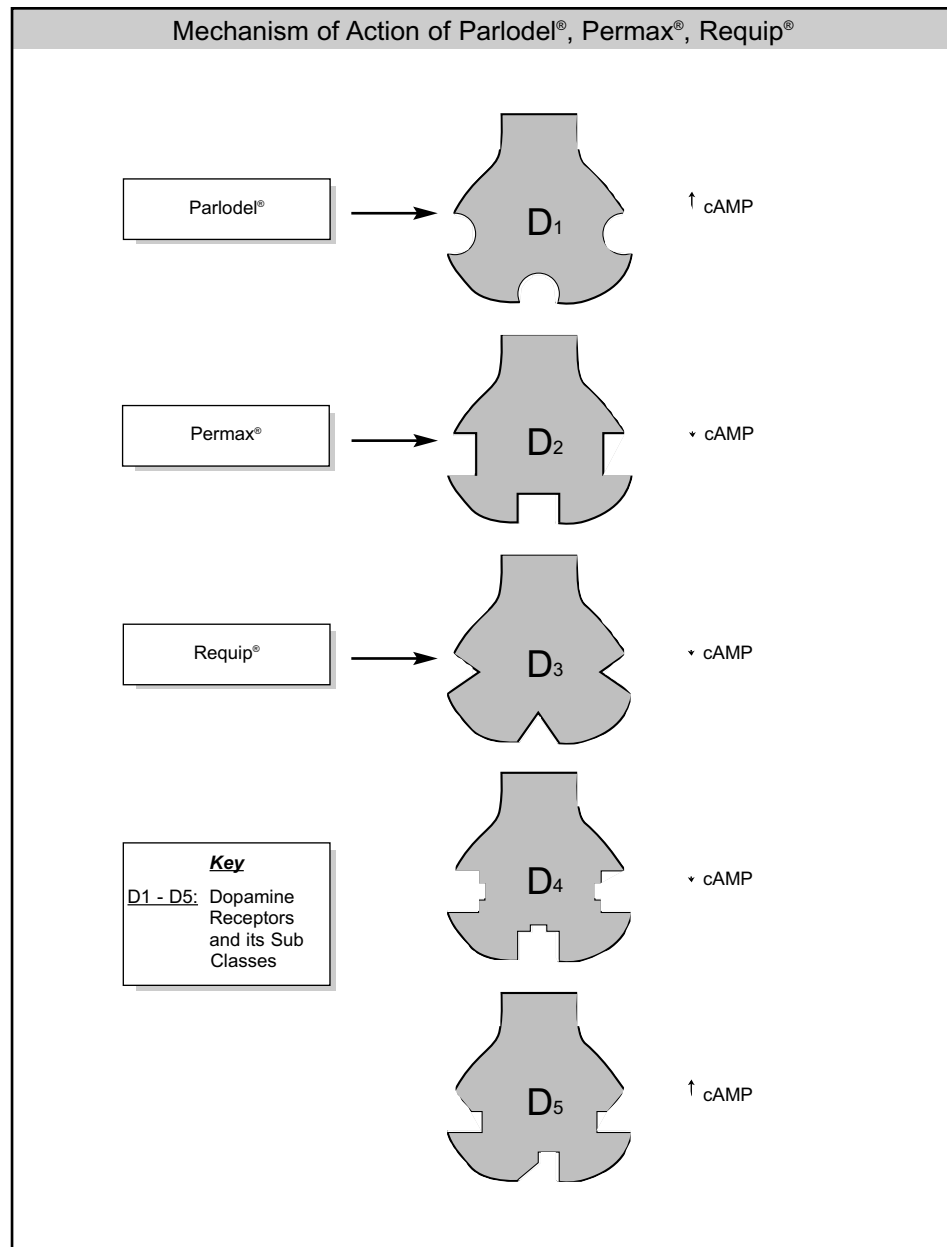 Mechanism of Action of Parlodel®, Permax®, Requip®
Parlodel®
D1
↑ cAMP
Permax®
D2
↓ cAMP
Requip®
D3
↓ cAMP
D4
↓ cAMP
Key
D1 - D5: Dopamine
Receptors
and its Sub
Classes
D5
↑ cAMP